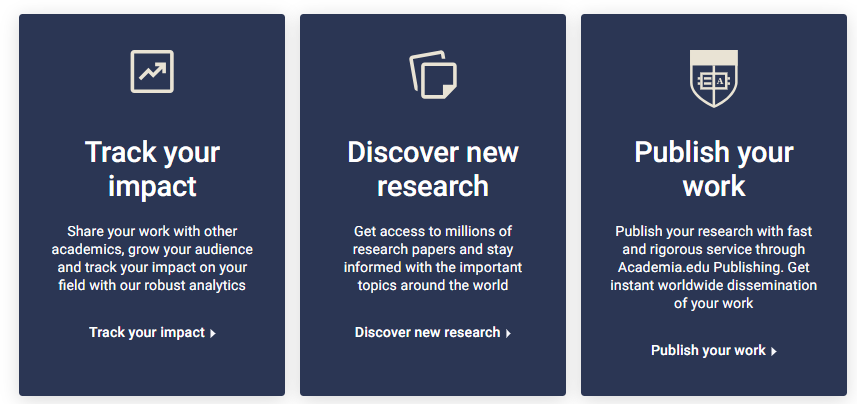 Track your
impact
Share your work with other
academics, grow your audience
and track your impact on your
field with our robust analytics
Track your impact
Discover new
research
Get access to millions of
research papers and stay
informed with the important
topics around the world
Discover new research
A
Publish your
work
Publish your research with fast
and rigorous service through
Academia.edu Publishing. Get
instant worldwide dissemination
of your work
Publish your work